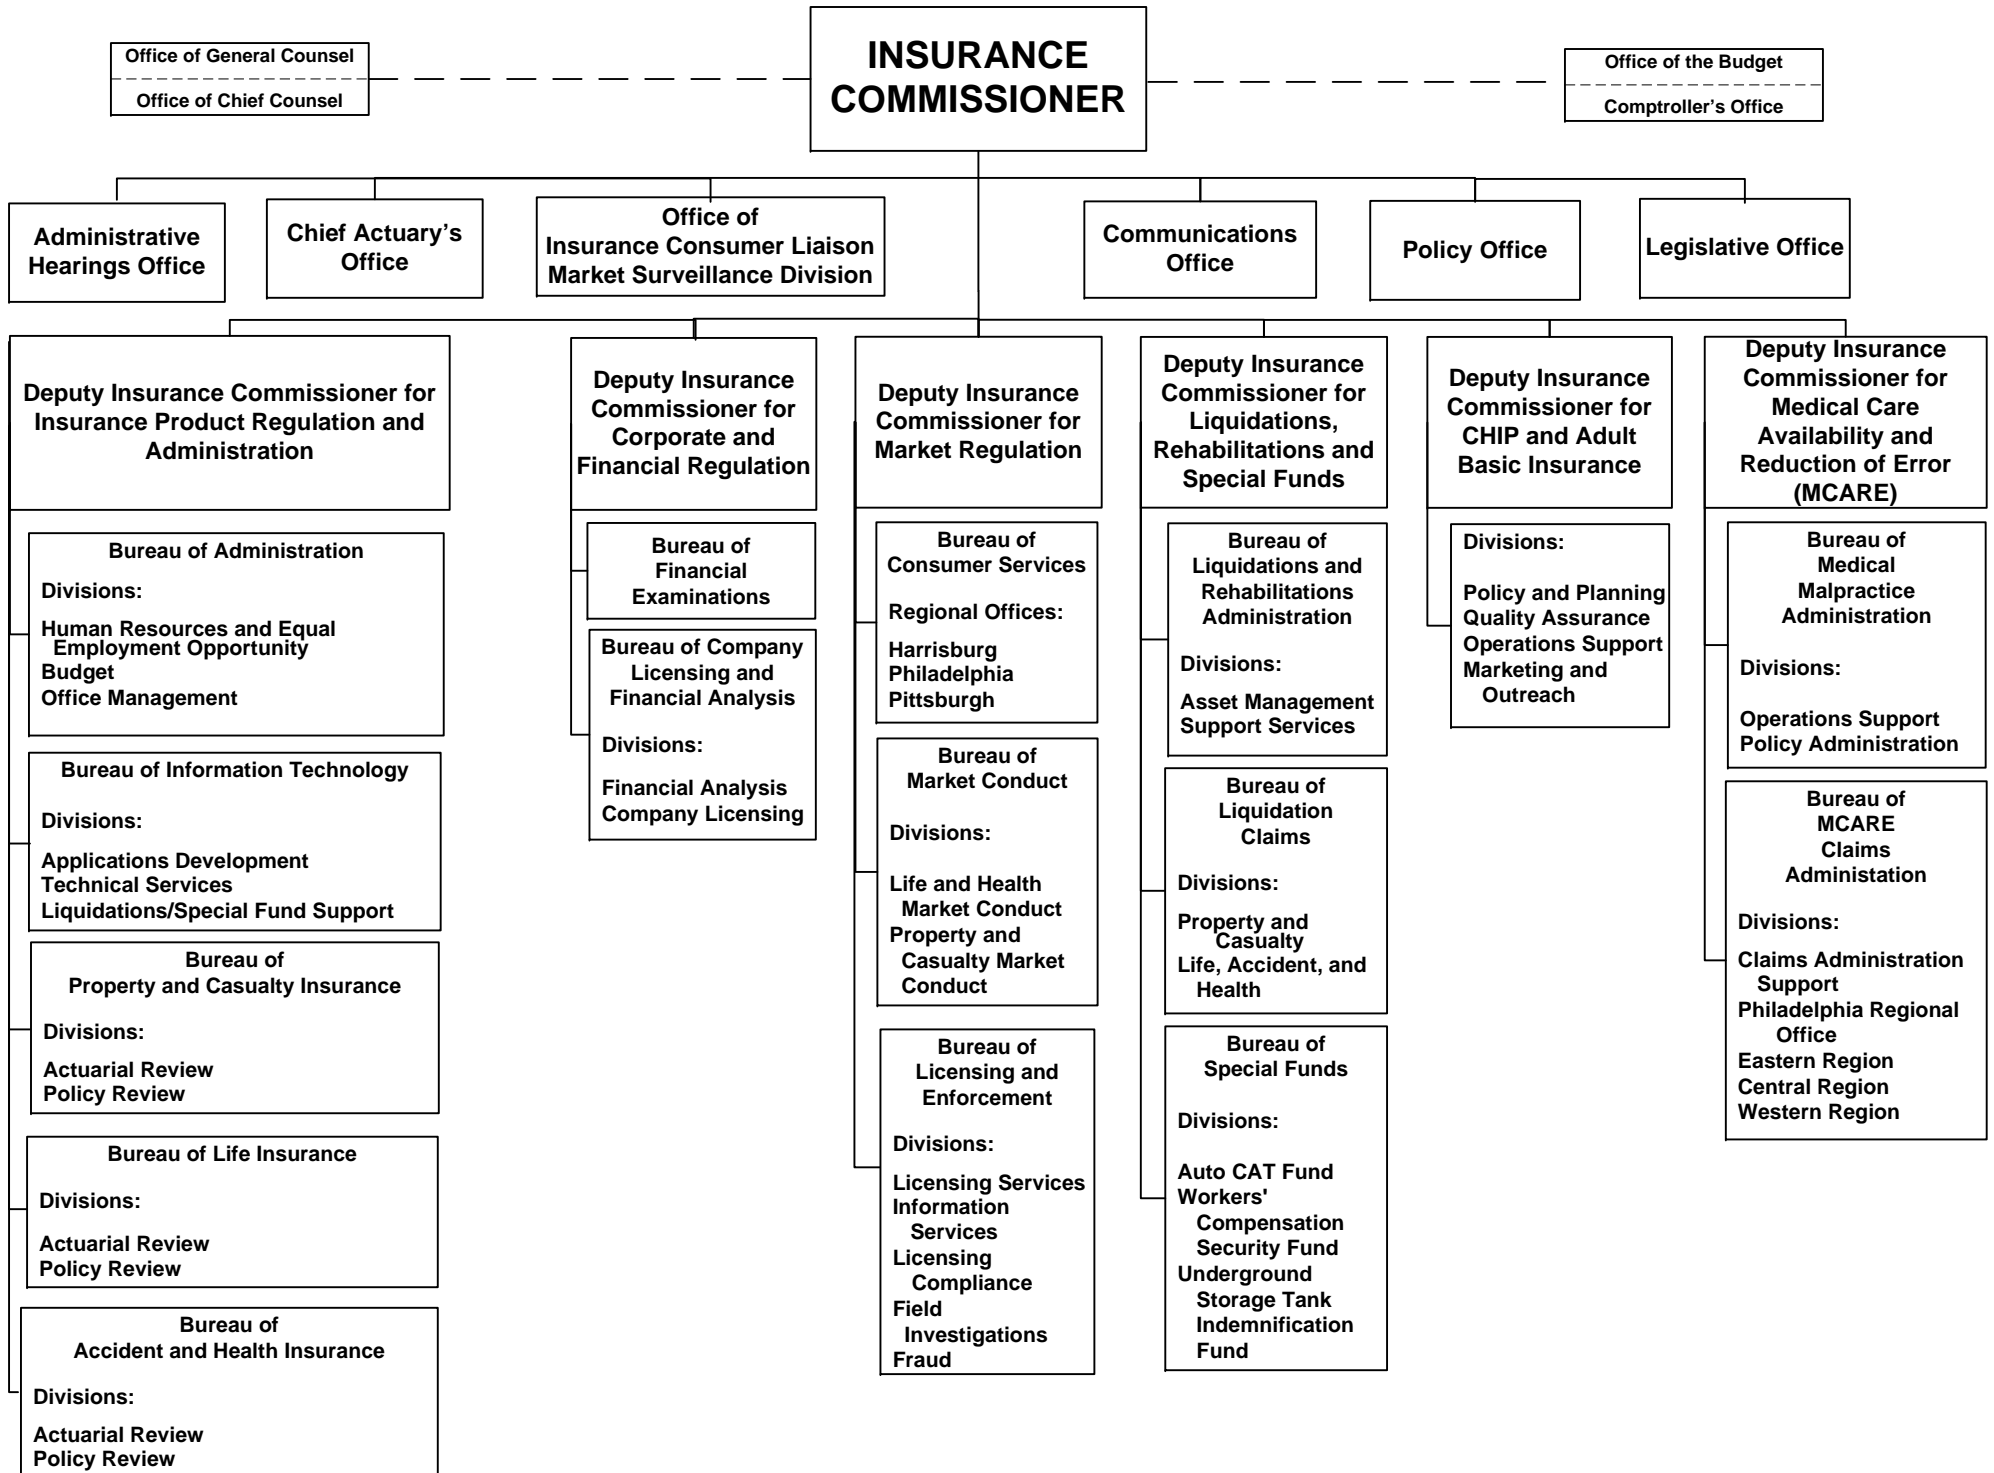 Office of General Counsel
Office of Chief Counsel
INSURANCE
COMMISSIONER
Office of the Budget
Comptroller’s Office
Administrative
Hearings Office
Chief Actuary’s
Office
Office of
Insurance Consumer Liaison
Market Surveillance Division
Communications
Office
Policy Office
Legislative Office
Deputy Insurance Commissioner for
Insurance Product Regulation and
Administration
Bureau of Administration
Divisions:
Human Resources and Equal
Employment Opportunity
Budget
Office Management
Bureau of Information Technology
Divisions:
Applications Development
Technical Services
Liquidations/Special Fund Support
Bureau of
Property and Casualty Insurance
Divisions:
Actuarial Review
Policy Review
Bureau of Life Insurance
Divisions:
Actuarial Review
Policy Review
Bureau of
Accident and Health Insurance
Divisions:
Actuarial Review
Policy Review
Deputy Insurance
Commissioner for
Corporate and
Financial Regulation
Bureau of
Financial
Examinations
Bureau of Company
Licensing and
Financial Analysis
Divisions:
Financial Analysis
Company Licensing
Deputy Insurance
Commissioner for
Market Regulation
Bureau of
Consumer Services
Regional Offices:
Harrisburg
Philadelphia
Pittsburgh
Bureau of
Market Conduct
Divisions:
Life and Health
Market Conduct
Property and
Casualty Market
Conduct
Bureau of
Licensing and
Enforcement
Divisions:
Licensing Services
Information
Services
Licensing
Compliance
Field
Investigations
Fraud
Deputy Insurance
Commissioner for
Liquidations,
Rehabilitations and
Special Funds
Bureau of
Liquidations and
Rehabilitations
Administration
Divisions:
Asset Management
Support Services
Bureau of
Liquidation
Claims
Divisions:
Property and
Casualty
Life, Accident, and
Health
Bureau of
Special Funds
Divisions:
Auto CAT Fund
Workers'
Compensation
Security Fund
Underground
Storage Tank
Indemnification
Fund
Deputy Insurance
Commissioner for
CHIP and Adult
Basic Insurance
Divisions:
Policy and Planning
Quality Assurance
Operations Support
Marketing and
Outreach
Deputy Insurance
Commissioner for
Medical Care
Availability and
Reduction of Error
(MCARE)
Bureau of
Medical
Malpractice
Administration
Divisions:
Operations Support
Policy Administration
Bureau of
MCARE
Claims
Administation
Divisions:
Claims Administration
Support
Philadelphia Regional
Office
Eastern Region
Central Region
Western Region